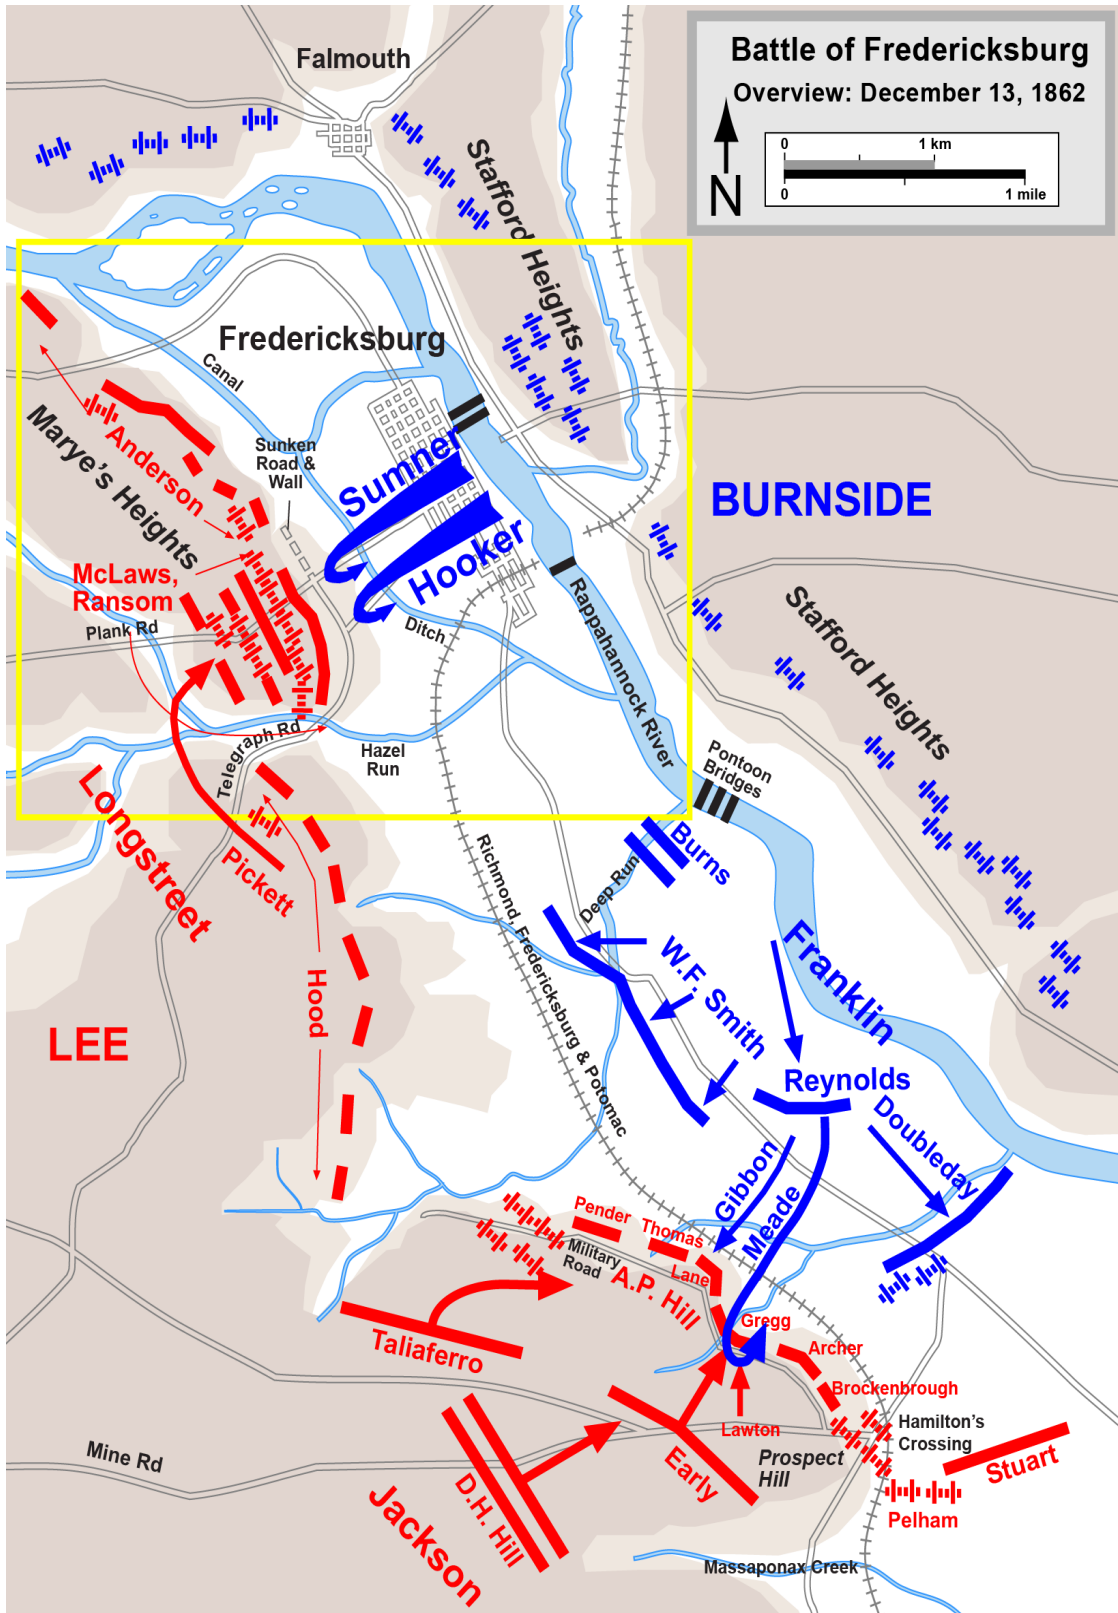 Battle of Fredericksburg
Overview: December 13, 1862
0
1 km
0
1 mile
N
Falmouth
Stafford Heights
Fredericksburg
Canal
Sunken
Road &
Wall
Marye's Heights
Anderson
Sumner
Hooker
BURNSIDE
McLaws,
Ransom
Plank Rd
Ditch
Rappahannock River
Stafford Heights
Telegraph Rd
Hazel
Run
Pontoon
Bridges
Longstreet
Pickett
Burns
Deep Run
Richmond, Fredericksburg & Potomac
Hood
LEE
W.F. Smith
Franklin
Reynolds
Doubleday
Gibbon
Meade
Pender
Thomas
Lane
Military
Road
A.P. Hill
Gregg
Archer
Taliaferro
Brockenbrough
Hamilton's
Crossing
Lawton
Early
Prospect
Hill
Stuart
Mine Rd
D.H. Hill
Jackson
Pelham
Massaponax Creek